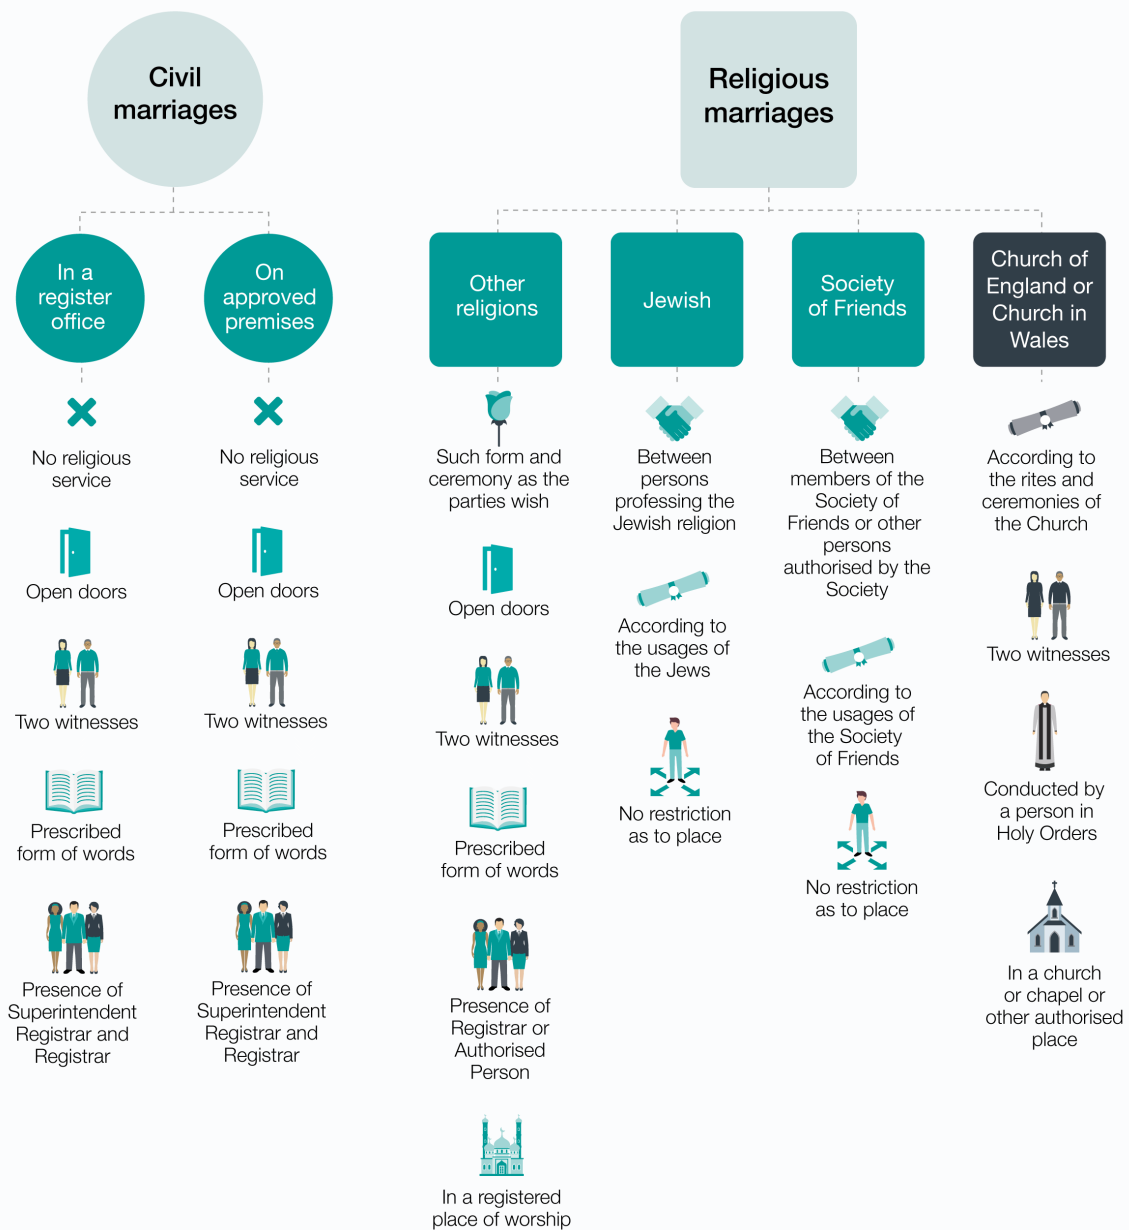 Civil
marriages
Religious
marriages
In a
register
office
On
approved
premises
Other
religions
Jewish
Society
of Friends
Church of
England or
Church in
Wales
No religious
service
Open doors
Two witnesses
Prescribed
form of words
Presence of
Superintendent
Registrar and
Registrar
No religious
service
Open doors
Two witnesses
Prescribed
form of words
Presence of
Superintendent
Registrar and
Registrar
Such form and
ceremony as the
parties wish
Open doors
Two witnesses
Prescribed
form of words
Presence of
Registrar or
Authorised
Person
In a registered
place of worship
Between
persons
professing the
Jewish religion
According to
the usages of
the Jews
No restriction
as to place
Between
members of the
Society of
Friends or other
persons
authorised by the
Society
According to
the usages of
the Society
of Friends
No restriction
as to place
According to
the rites and
ceremonies of
the Church
Two witnesses
Conducted by
a person in
Holy Orders
In a church
or chapel or
other authorised
place